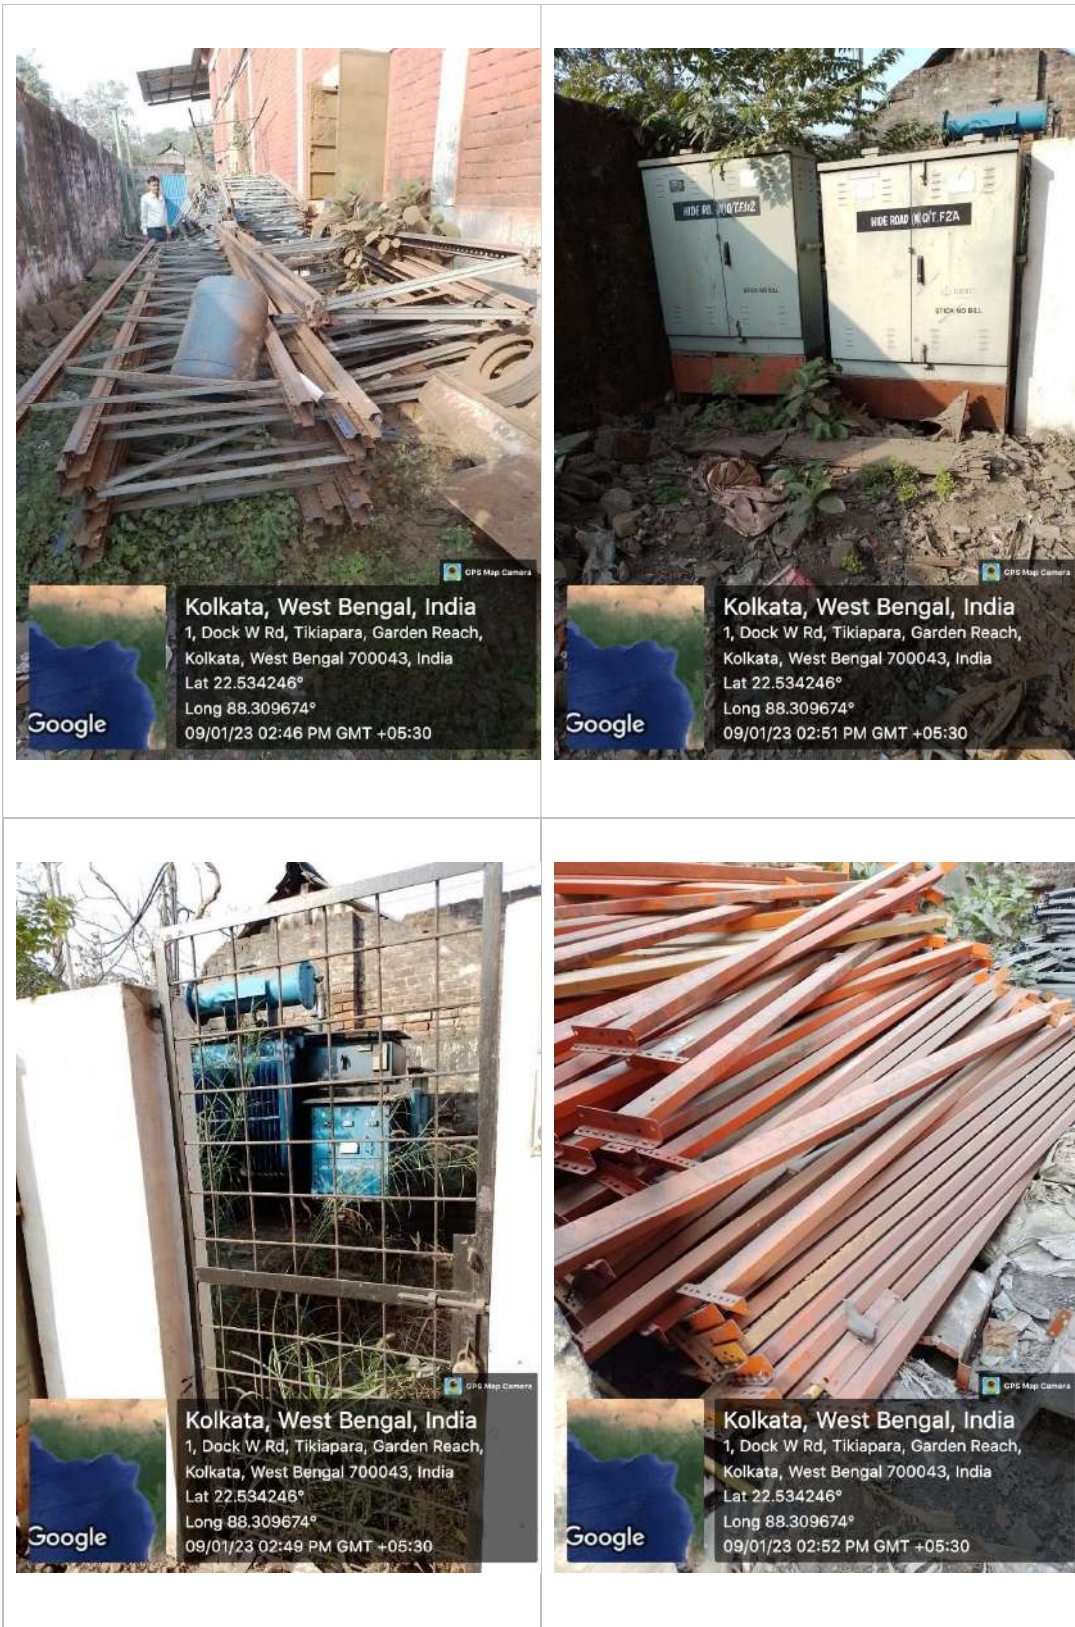 HIDE RO
HIDE ROAD
STICK NO BILL
STICK NO BILL
GPS Map Camera
Google
Kolkata, West Bengal, India
1, Dock W Rd, Tikiapara, Garden Reach,
Kolkata, West Bengal 700043, India
Lat 22.534246°
Long 88.309674°
09/01/23 02:46 PM GMT +05:30
GPS Map Camera
Google
Kolkata, West Bengal, India
1, Dock W Rd, Tikiapara, Garden Reach,
Kolkata, West Bengal 700043, India
Lat 22.534246°
Long 88.309674°
09/01/23 02:51 PM GMT +05:30
GPS Map Camera
Google
Kolkata, West Bengal, India
1, Dock W Rd, Tikiapara, Garden Reach,
Kolkata, West Bengal 700043, India
Lat 22.534246°
Long 88.309674°
09/01/23 02:49 PM GMT +05:30
GPS Map Camera
Google
Kolkata, West Bengal, India
1, Dock W Rd, Tikiapara, Garden Reach,
Kolkata, West Bengal 700043, India
Lat 22.534246°
Long 88.309674°
09/01/23 02:52 PM GMT +05:30